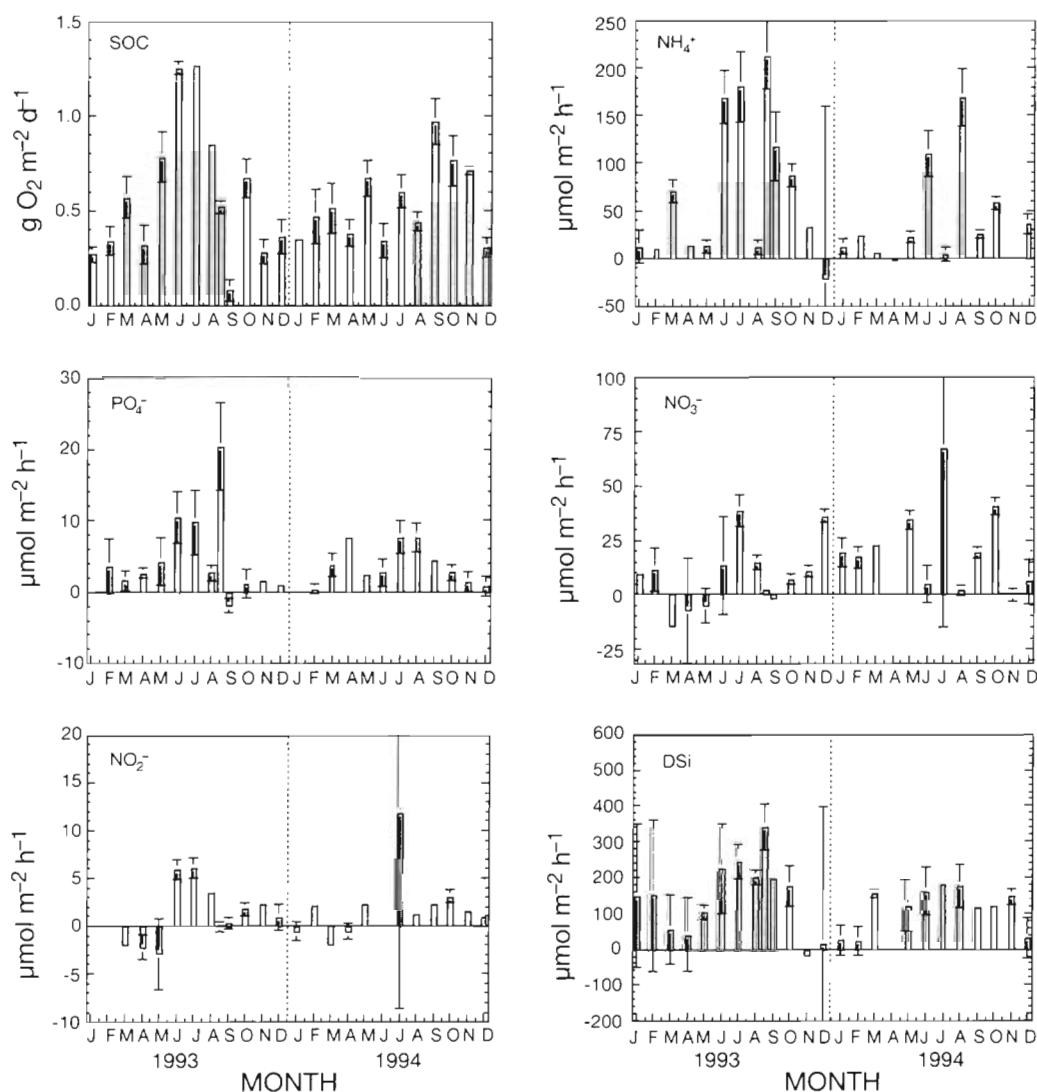 SOC
g O₂ m⁻² d⁻¹
1.5
1.0
0.5
0.0
J F M A M J J A S O N D J F M A M J J A S O N D
NH₄⁺
µmol m⁻² h⁻¹
250
200
150
100
50
0
-50
J F M A M J J A S O N D J F M A M J J A S O N D
PO₄⁻
µmol m⁻² h⁻¹
30
20
10
0
-10
J F M A M J J A S O N D J F M A M J J A S O N D
NO₃⁻
µmol m⁻² h⁻¹
100
75
50
25
0
-25
J F M A M J J A S O N D J F M A M J J A S O N D
NO₂⁻
µmol m⁻² h⁻¹
20
15
10
5
0
-5
-10
J F M A M J J A S O N D J F M A M J J A S O N D
1993 1994
MONTH
DSi
µmol m⁻² h⁻¹
600
500
400
300
200
100
0
-100
-200
J F M A M J J A S O N D J F M A M J J A S O N D
1993 1994
MONTH